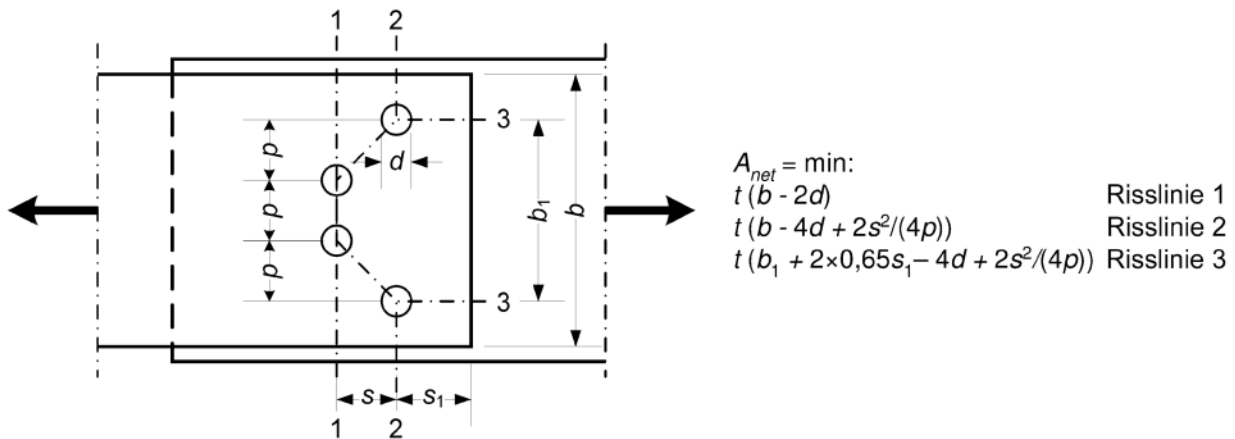 1 2
3
p
d
p
b₁
b
p
3
s
s₁
1 2
Aₙₑₜ = min:
t (b - 2d) Risslinie 1
t (b - 4d + 2s²/(4p)) Risslinie 2
t (b₁ + 2×0,65s₁ – 4d + 2s²/(4p)) Risslinie 3